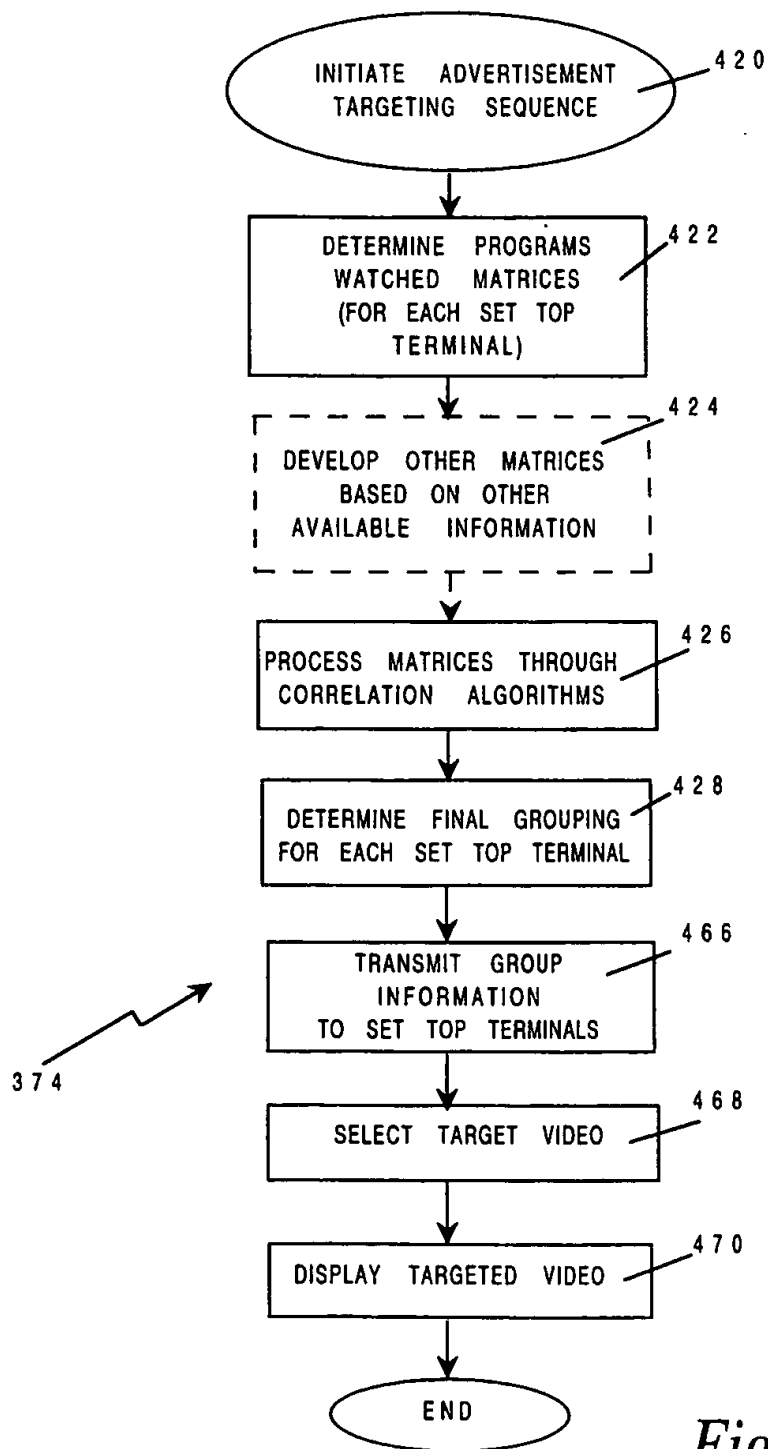 INITIATE ADVERTISEMENT
TARGETING SEQUENCE
420
DETERMINE PROGRAMS
WATCHED MATRICES
(FOR EACH SET TOP
TERMINAL)
422
424
DEVELOP OTHER MATRICES
BASED ON OTHER
AVAILABLE INFORMATION
426
PROCESS MATRICES THROUGH
CORRELATION ALGORITHMS
428
DETERMINE FINAL GROUPING
FOR EACH SET TOP TERMINAL
466
TRANSMIT GROUP
INFORMATION
TO SET TOP TERMINALS
374
468
SELECT TARGET VIDEO
470
DISPLAY TARGETED VIDEO
END